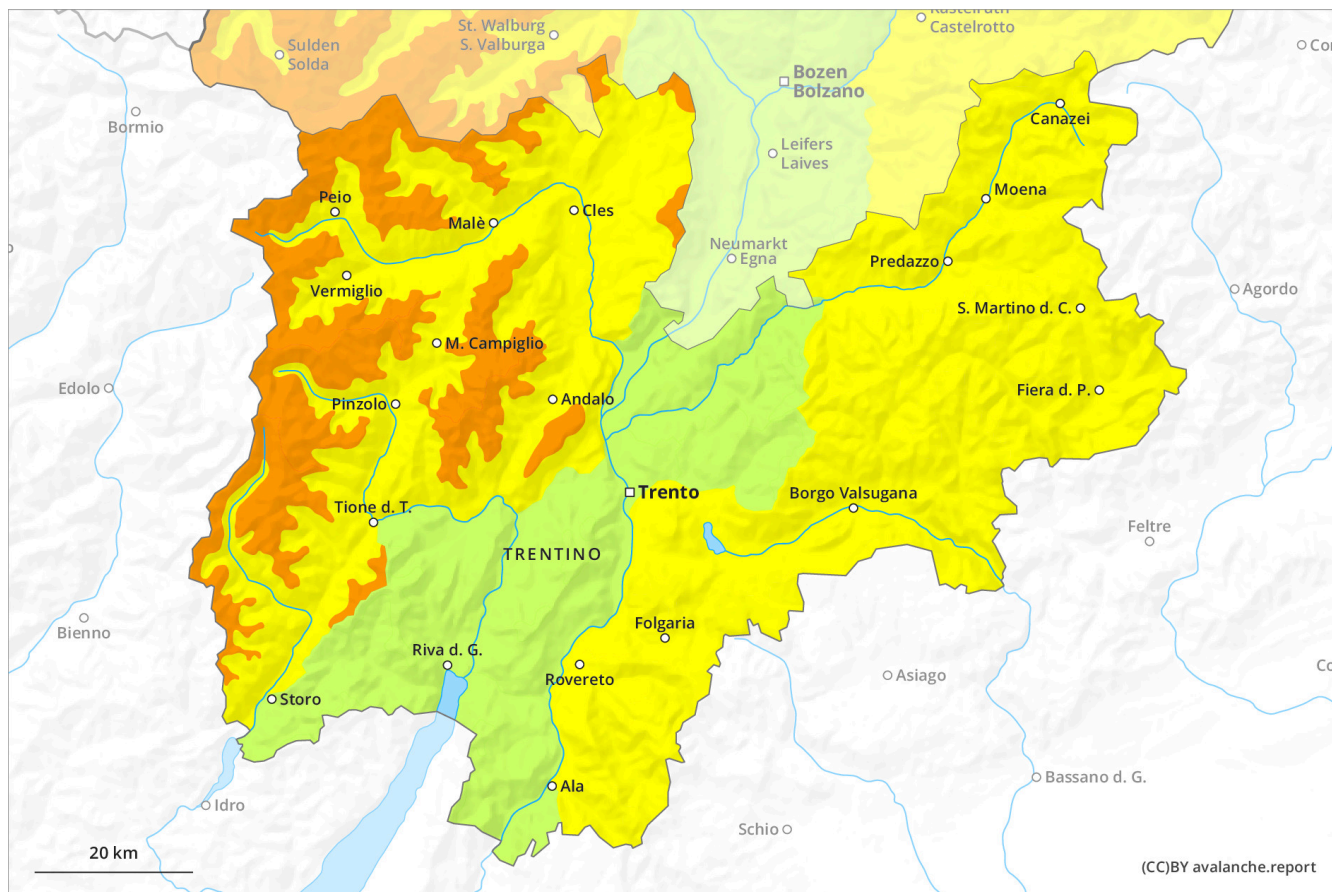 Kastelruth
Castelrotto
St. Walburg
S. Valburga
Sulden
Solda
Bozen
Bolzano
Bormio
Canazei
Leifers
Laives
Moena
Peio
Cles
Malè
Neumarkt
Egna
Predazzo
Vermiglio
Agordo
S. Martino d. C.
M. Campiglio
Edolo
Fiera d. P.
Andalo
Pinzolo
Trento
Borgo Valsugana
Tione d. T.
Feltre
TRENTINO
Bienno
Folgaria
Riva d. G.
Rovereto
Asiago
Storo
Bassano d. G.
Ala
Idro
Schio
20 km
(CC)BY avalanche.report